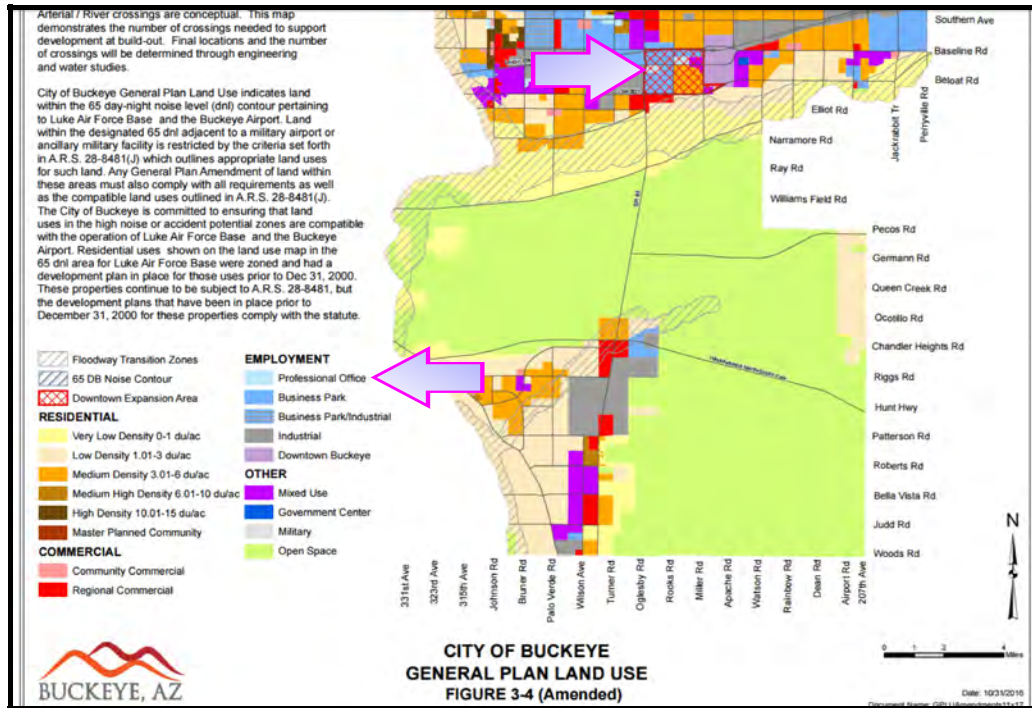 Arterial / River crossings are conceptual. This map
demonstrates the number of crossings needed to support
development at build-out. Final locations and the number
of crossings will be determined through engineering
and water studies.
City of Buckeye General Plan Land Use indicates land
within the 65 day-night noise level (dnl) contour pertaining
to Luke Air Force Base and the Buckeye Airport. Land
within the designated 65 dnl adjacent to a military airport or
ancillary military facility is restricted by the criteria set forth
in A.R.S. 28-8481(J) which outlines appropriate land uses
for such land. Any General Plan Amendment of land within
these areas must also comply with all requirements as well
as the compatible land uses outlined in A.R.S. 28-8481(J).
The City of Buckeye is committed to ensuring that land
uses in the high noise or accident potential zones are compatible
with the operation of Luke Air Force Base and the Buckeye
Airport. Residential uses shown on the land use map in the
65 dnl area for Luke Air Force Base were zoned and had a
development plan in place for those uses prior to Dec 31, 2000.
These properties continue to be subject to A.R.S. 28-8481, but
the development plans that have been in place prior to
December 31, 2000 for these properties comply with the statute.
Floodway Transition Zones
65 DB Noise Contour
Downtown Expansion Area
RESIDENTIAL
Very Low Density 0-1 du/ac
Low Density 1.01-3 du/ac
Medium Density 3.01-6 du/ac
Medium High Density 6.01-10 du/ac
High Density 10.01-15 du/ac
Master Planned Community
COMMERCIAL
Community Commercial
Regional Commercial
EMPLOYMENT
Professional Office
Business Park
Business Park/Industrial
Industrial
Downtown Buckeye
OTHER
Mixed Use
Government Center
Military
Open Space
Southern Ave
Baseline Rd
Beloat Rd
Elliot Rd
Narramore Rd
Ray Rd
Williams Field Rd
Jackrabbit Tr
Perryville Rd
Pecos Rd
Germann Rd
Queen Creek Rd
Ocotillo Rd
Chandler Heights Rd
Riggs Rd
Hunt Hwy
Patterson Rd
Roberts Rd
Bella Vista Rd
Judd Rd
Woods Rd
331st Ave
323rd Ave
315th Ave
Johnson Rd
Bruner Rd
Palo Verde Rd
Wilson Ave
Turner Rd
Oglesby Rd
Rooks Rd
Miller Rd
Apache Rd
Watson Rd
Rainbow Rd
Dean Rd
Airport Rd
207th Ave
N
0 1 2 4
Miles
BUCKEYE, AZ
CITY OF BUCKEYE
GENERAL PLAN LAND USE
FIGURE 3-4 (Amended)
Date: 10/31/2016
Document Name: